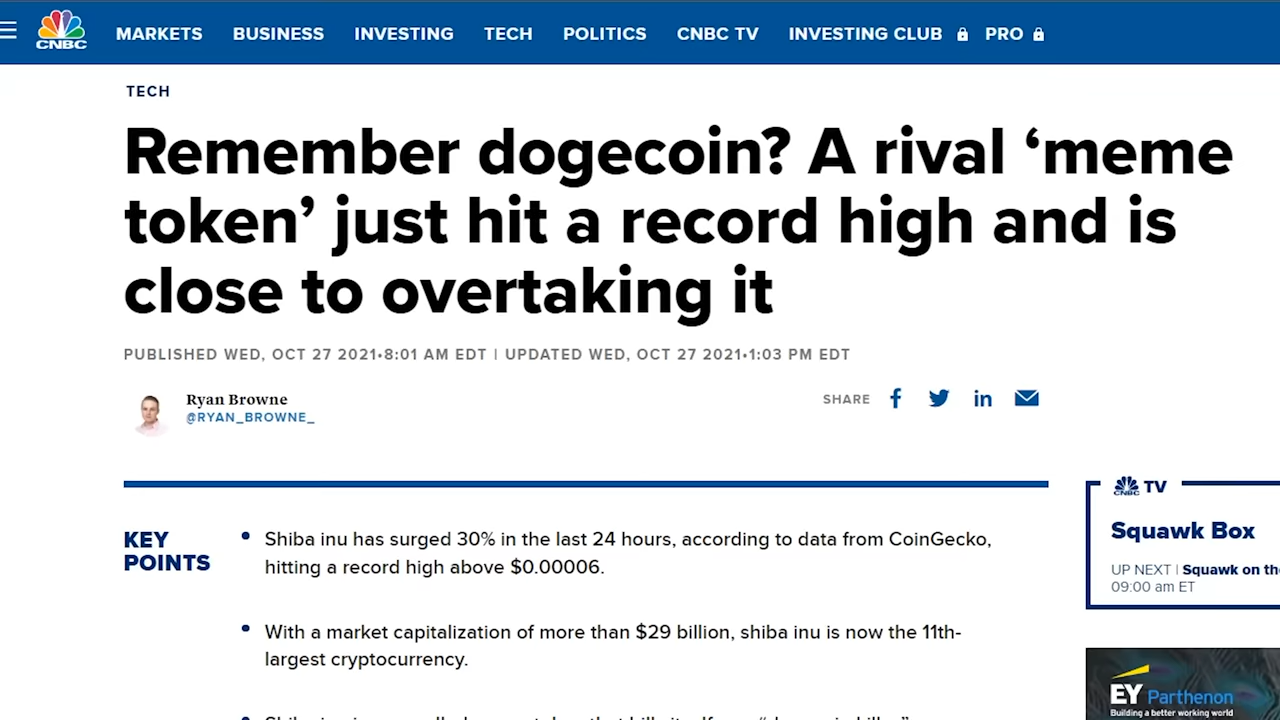 CNBC
MARKETS BUSINESS INVESTING TECH POLITICS CNBC TV INVESTING CLUB PRO
TECH
Remember dogecoin? A rival ‘meme
token’ just hit a record high and is
close to overtaking it
PUBLISHED WED, OCT 27 2021•8:01 AM EDT | UPDATED WED, OCT 27 2021•1:03 PM EDT
Ryan Browne
@RYAN_BROWNE_
SHARE
KEY
POINTS
Shiba inu has surged 30% in the last 24 hours, according to data from CoinGecko,
hitting a record high above $0.00006.
With a market capitalization of more than $29 billion, shiba inu is now the 11th-
largest cryptocurrency.
CNBC TV
Squawk Box
UP NEXT | Squawk on the
09:00 am ET
EY Parthenon
Building a better working world